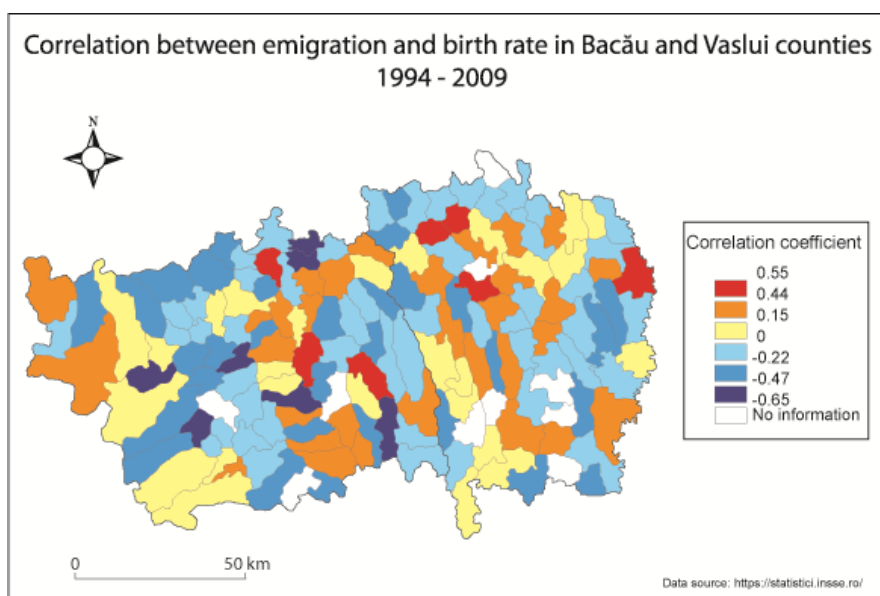 Correlation between emigration and birth rate in Bacău and Vaslui counties
1994 - 2009
N
Correlation coefficient
0.55
0.44
0.15
0
-0.22
-0.47
-0.65
No information
0 50 km
Data source: https://statistici.insse.ro/